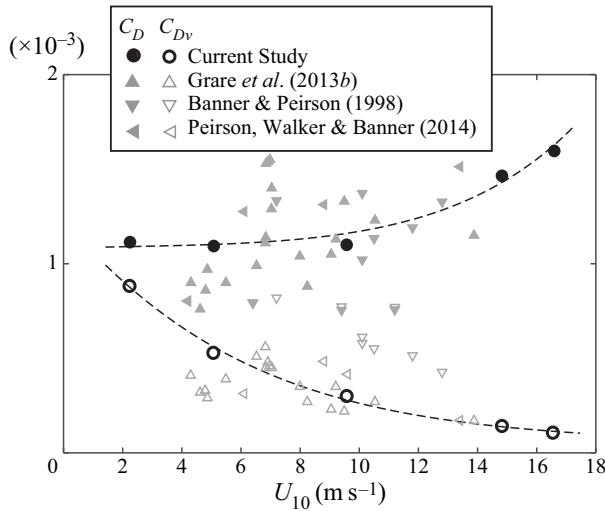 C_D C_Dv
(×10⁻³)
Current Study
Grare et al. (2013b)
Banner & Peirson (1998)
Peirson, Walker & Banner (2014)
2
1
0 2 4 6 8 10 12 14 16 18
U₁₀ (m s⁻¹)